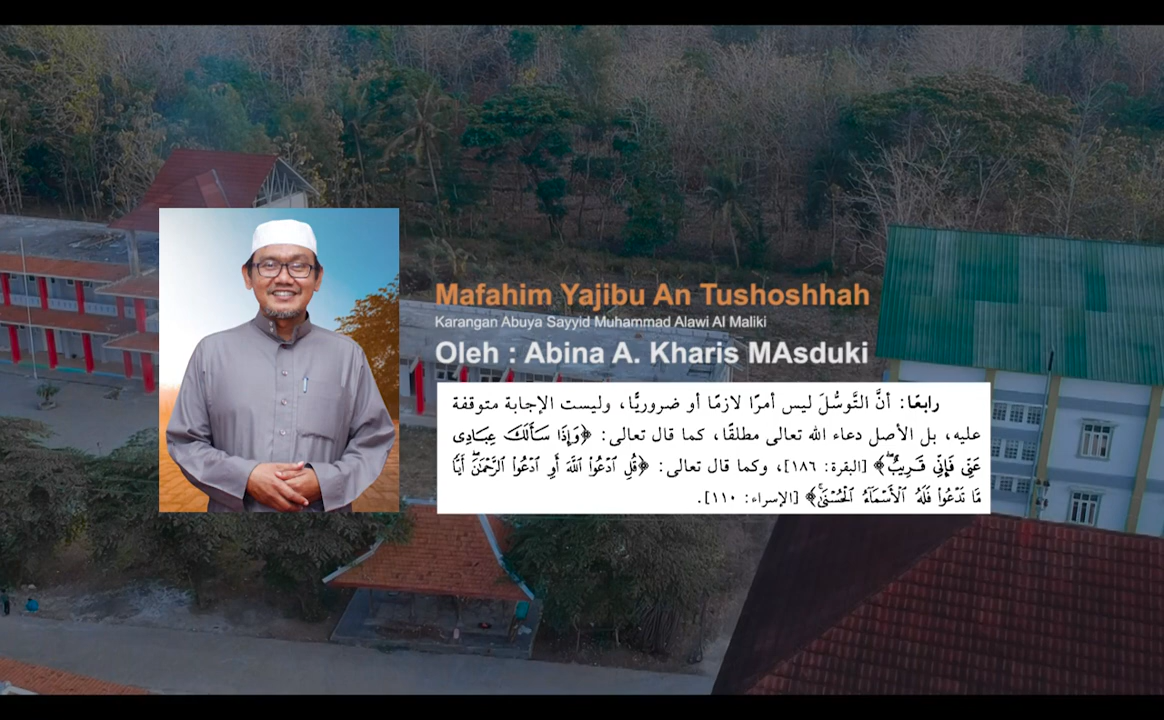 Mafahim Yajibu An Tushoshhah
Karangan Abuya Sayyid Muhammad Alawi Al Maliki
Oleh : Abina A. Kharis MAsduki
رابعًا: أنَّ التَّوسُّلَ ليس أمرًا لازمًا أو ضروريًّا، وليست الإجابة متوقفة
عليه، بل الأصل دعاء الله تعالى مطلقًا، كما قال تعالى: ﴿وَإِذَا سَأَلَكَ عِبَادِى
عَنِّى فَإِنِّى قَرِيبٌۖ﴾ [البقرة: ١٨٦]، وكما قال تعالى: ﴿قُلِ ٱدْعُوا۟ ٱللَّهَ أَوِ ٱدْعُوا۟ ٱلرَّحْمَٰنَۖ أَيًّا
مَّا تَدْعُوا۟ فَلَهُ ٱلْأَسْمَآءُ ٱلْحُسْنَىٰۚ﴾ [الإسراء: ١١٠].